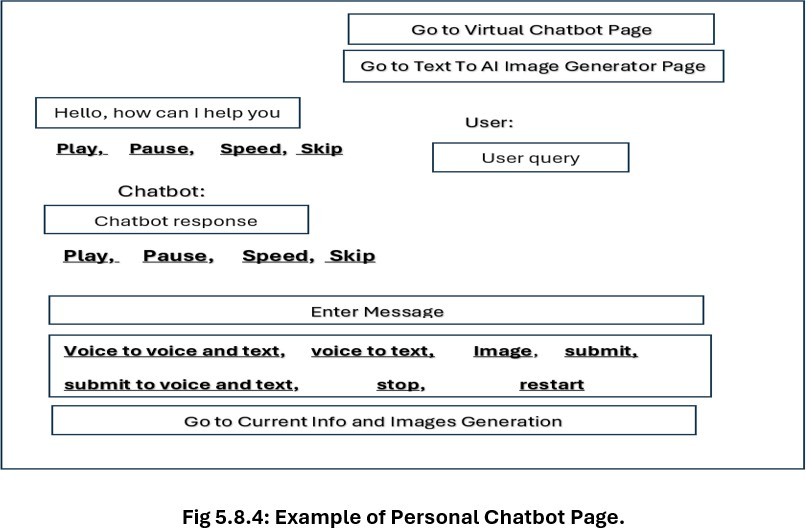 Go to Virtual Chatbot Page
Go to Text To AI Image Generator Page
Hello, how can I help you
User:
Play, Pause, Speed, Skip
User query
Chatbot:
Chatbot response
Play, Pause, Speed, Skip
Enter Message
Voice to voice and text, voice to text, Image, submit,
submit to voice and text, stop, restart
Go to Current Info and Images Generation
Fig 5.8.4: Example of Personal Chatbot Page.